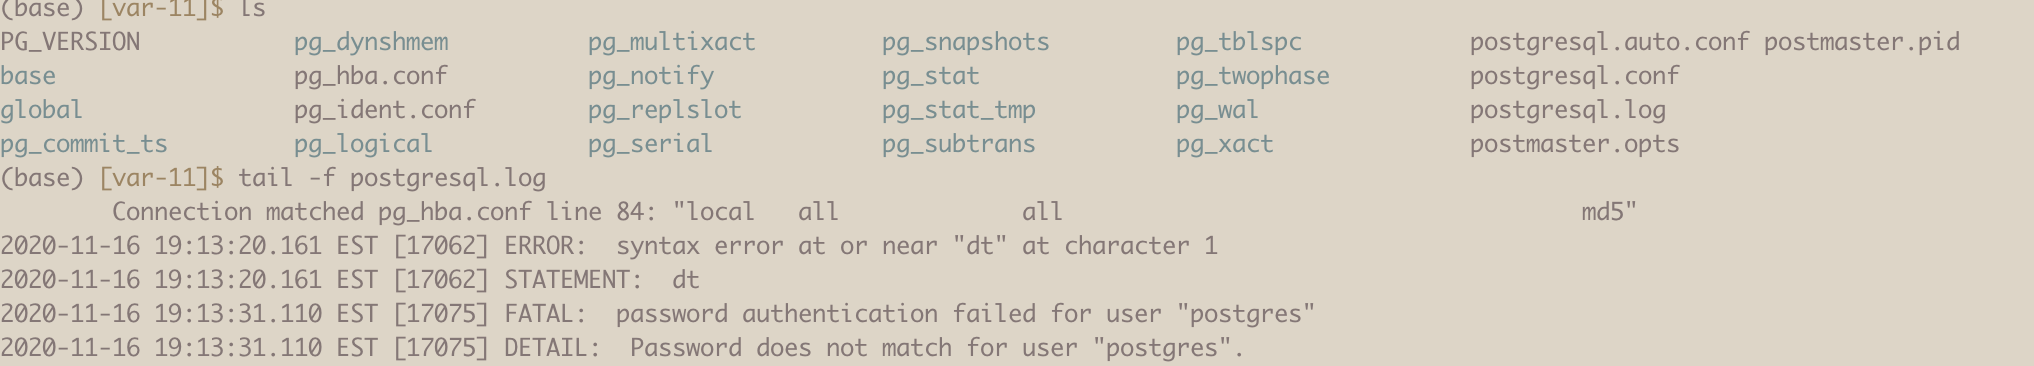 (base) [var-11]$ ls
PG_VERSION pg_dynshmem pg_multixact pg_snapshots pg_tblspc postgresql.auto.conf postmaster.pid
base pg_hba.conf pg_notify pg_stat pg_twophase postgresql.conf
global pg_ident.conf pg_replslot pg_stat_tmp pg_wal postgresql.log
pg_commit_ts pg_logical pg_serial pg_subtrans pg_xact postmaster.opts
(base) [var-11]$ tail -f postgresql.log
Connection matched pg_hba.conf line 84: "local all all md5"
2020-11-16 19:13:20.161 EST [17062] ERROR: syntax error at or near "dt" at character 1
2020-11-16 19:13:20.161 EST [17062] STATEMENT: dt
2020-11-16 19:13:31.110 EST [17075] FATAL: password authentication failed for user "postgres"
2020-11-16 19:13:31.110 EST [17075] DETAIL: Password does not match for user "postgres".